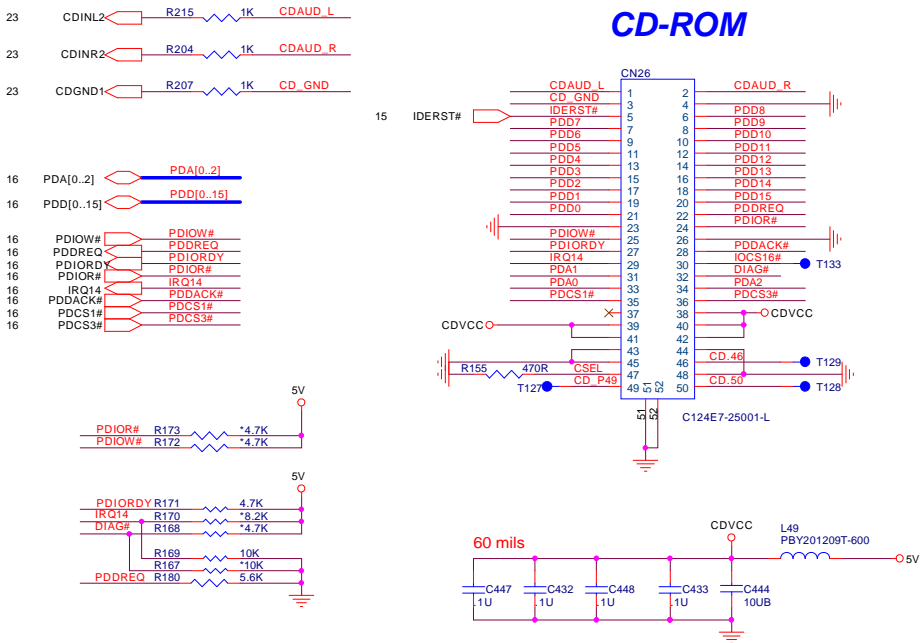 CD-ROM
23 CDINL2 R215 1K CDAUD_L
23 CDINR2 R204 1K CDAUD_R
23 CDGND1 R207 1K CD_GND
16 PDA[0..2] PDA[0..2]
16 PDD[0..15] PDD[0..15]
16 PDIOW# PDIOW#
16 PDDREQ PDDREQ
16 PDIORDY PDIORDY
16 PDIOR# PDIOR#
16 IRQ14 IRQ14
16 PDDACK# PDDACK#
16 PDCS1# PDCS1#
16 PDCS3# PDCS3#
CN26
CDAUD_L 1 2 CDAUD_R
CD_GND 3 4
15 IDERST# IDERST# 5 6 PDD8
PDD7 7 8 PDD9
PDD6 9 10 PDD10
PDD5 11 12 PDD11
PDD4 13 14 PDD12
PDD3 15 16 PDD13
PDD2 17 18 PDD14
PDD1 19 20 PDD15
PDD0 21 22 PDDREQ
23 24 PDIOR#
PDIOW# 25 26
PDIORDY 27 28 PDDACK#
IRQ14 29 30 IOCS16# T133
PDA1 31 32 DIAG#
PDA0 33 34 PDA2
PDCS1# 35 36 PDCS3#
37 38 CDVCC
CDVCC 39 40
41 42
43 44
45 46 CD.46 T129
R155 470R CSEL 47 48
T127 CD_P49 49 50 CD.50 T128
51 52
51 52
C124E7-25001-L
5V
PDIOR# R173 *4.7K
PDIOW# R172 *4.7K
5V
PDIORDY R171 4.7K
IRQ14 R170 *8.2K
DIAG# R168 *4.7K
R169 10K
R167 *10K
PDDREQ R180 5.6K
60 mils
CDVCC
L49
PBY201209T-600
5V
C447 .1U
C432 .1U
C448 .1U
C433 .1U
C444 10UB